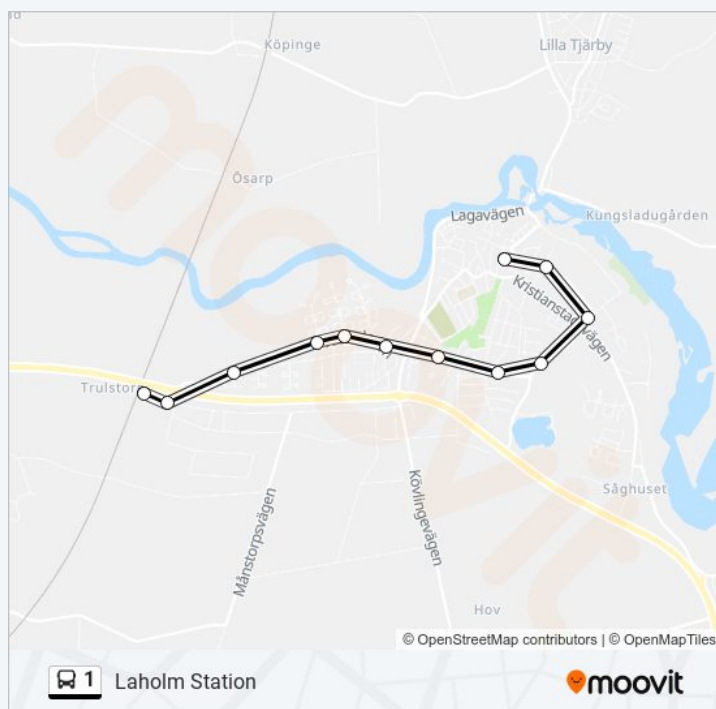 Köpinge
Lilla Tjärby
Ösarp
Lagavägen
Kungsladugården
Kristianstadsvägen
Trulstorp
Månstorpsvägen
Kövlingevägen
Såghuset
Hov
© OpenStreetMap contributors | © OpenMapTiles
1 Laholm Station
moovit
moovit